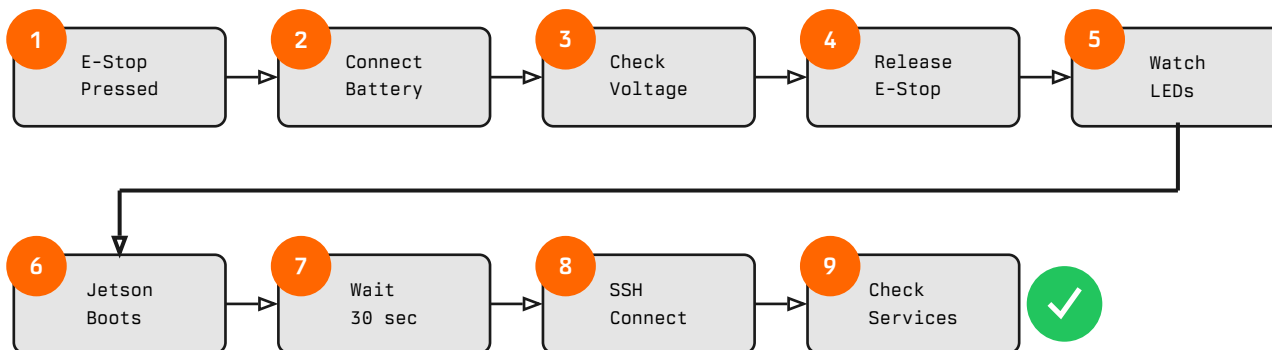 1
E-Stop
Pressed
2
Connect
Battery
3
Check
Voltage
4
Release
E-Stop
5
Watch
LEDs
6
Jetson
Boots
7
Wait
30 sec
8
SSH
Connect
9
Check
Services